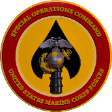 SPECIAL OPERATIONS COMMAND
UNITED STATES MARINE CORPS FORCES